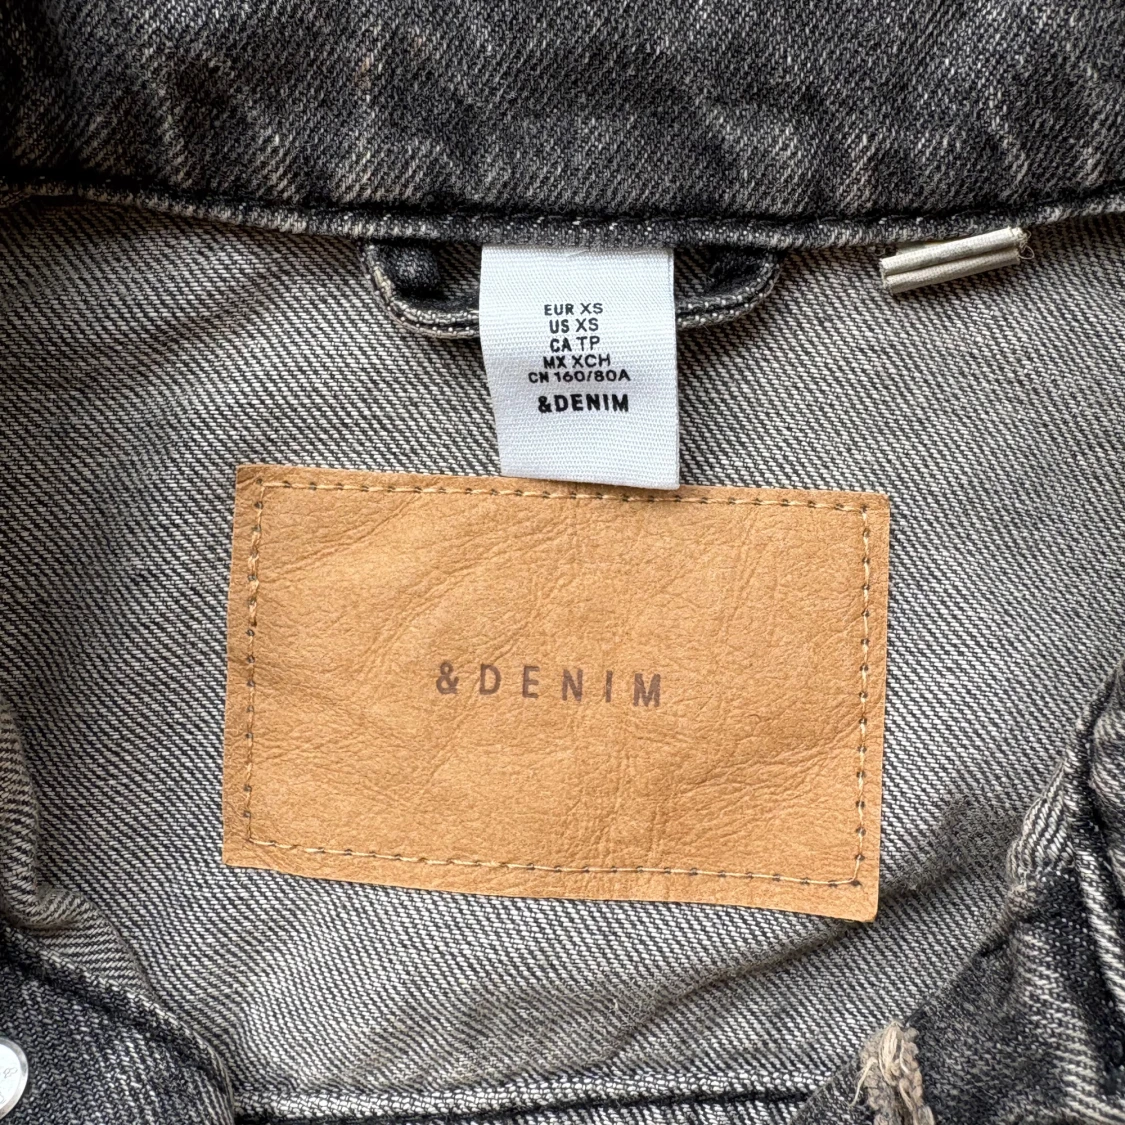 EUR XS
US XS
CA TP
MX XCH
CN 160/80A
&DENIM
&DENIM